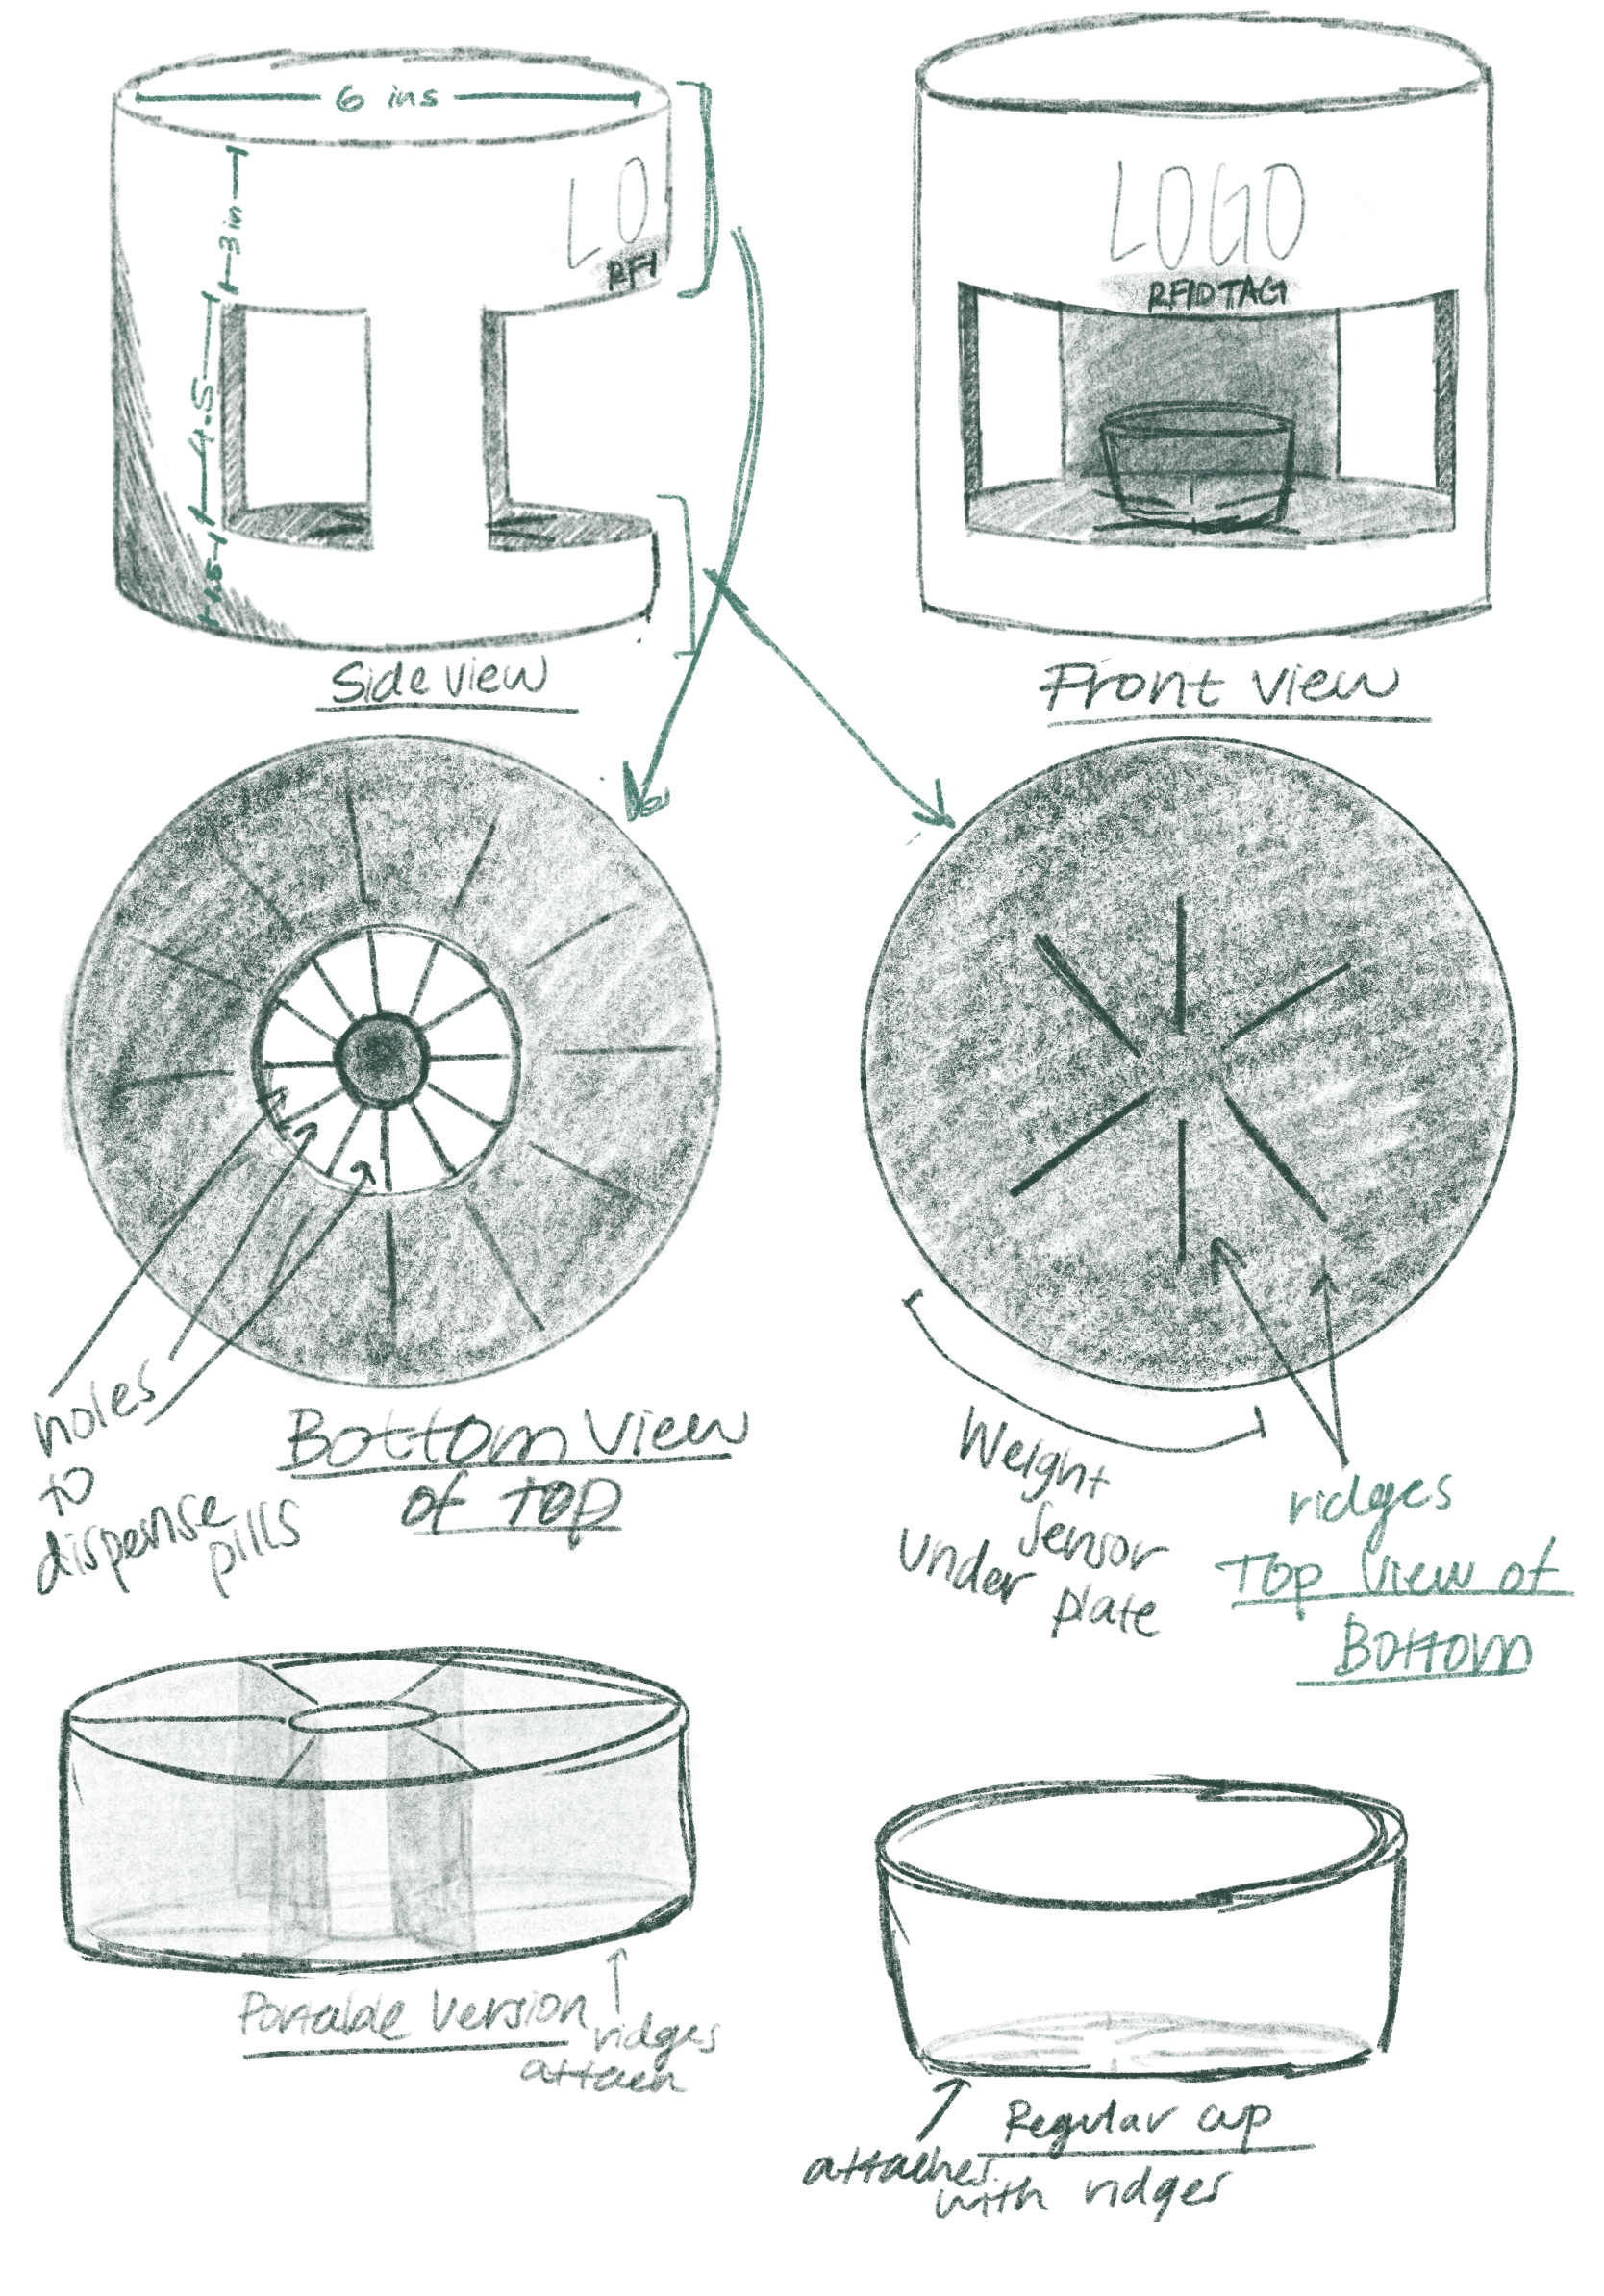 6 ins
3in
4.5
1.5
LO
RFI
Side view
LOGO
RFID TAG
Front view
holes
to
dispense
pills
Bottom view
of top
Weight
sensor
under plate
ridges
Top view of
Bottom
Portable Version
ridges
attach
Regular cup
attaches
with ridges